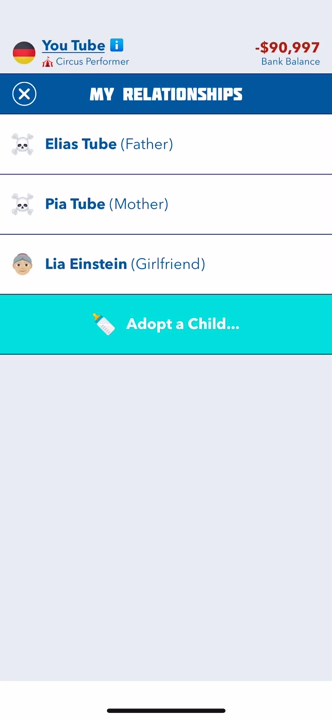 You Tube
-$90,997
Circus Performer
Bank Balance
MY RELATIONSHIPS
Elias Tube (Father)
Pia Tube (Mother)
Lia Einstein (Girlfriend)
Adopt a Child...